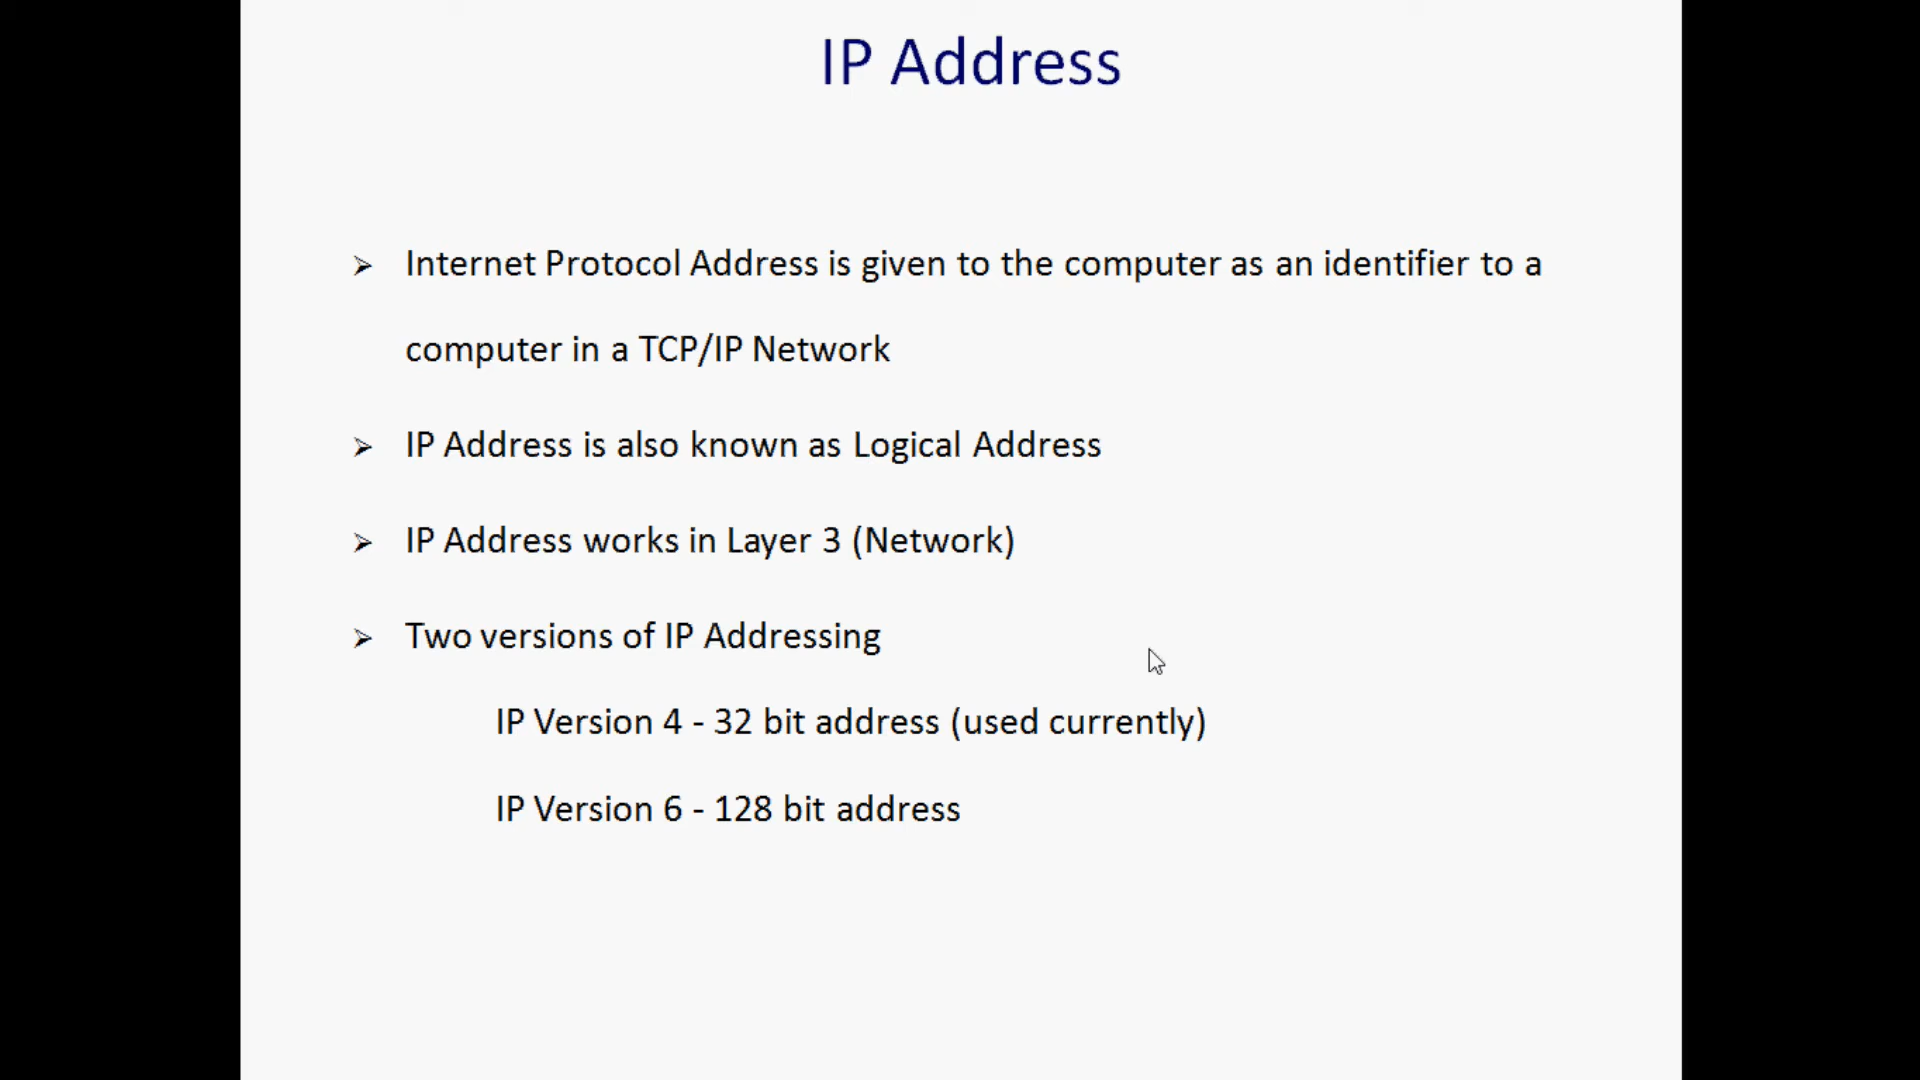 IP Address
➢ Internet Protocol Address is given to the computer as an identifier to a
computer in a TCP/IP Network
➢ IP Address is also known as Logical Address
➢ IP Address works in Layer 3 (Network)
➢ Two versions of IP Addressing
IP Version 4 - 32 bit address (used currently)
IP Version 6 - 128 bit address